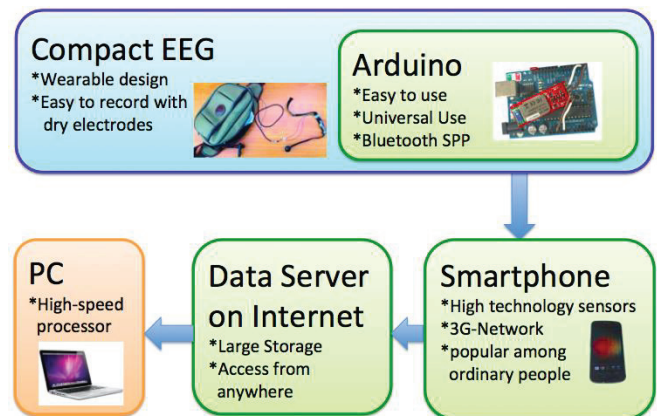 Compact EEG
*Wearable design
*Easy to record with
dry electrodes
Arduino
*Easy to use
*Universal Use
*Bluetooth SPP
PC
*High-speed
processor
Data Server
on Internet
*Large Storage
*Access from
anywhere
Smartphone
*High technology sensors
*3G-Network
*popular among
ordinary people